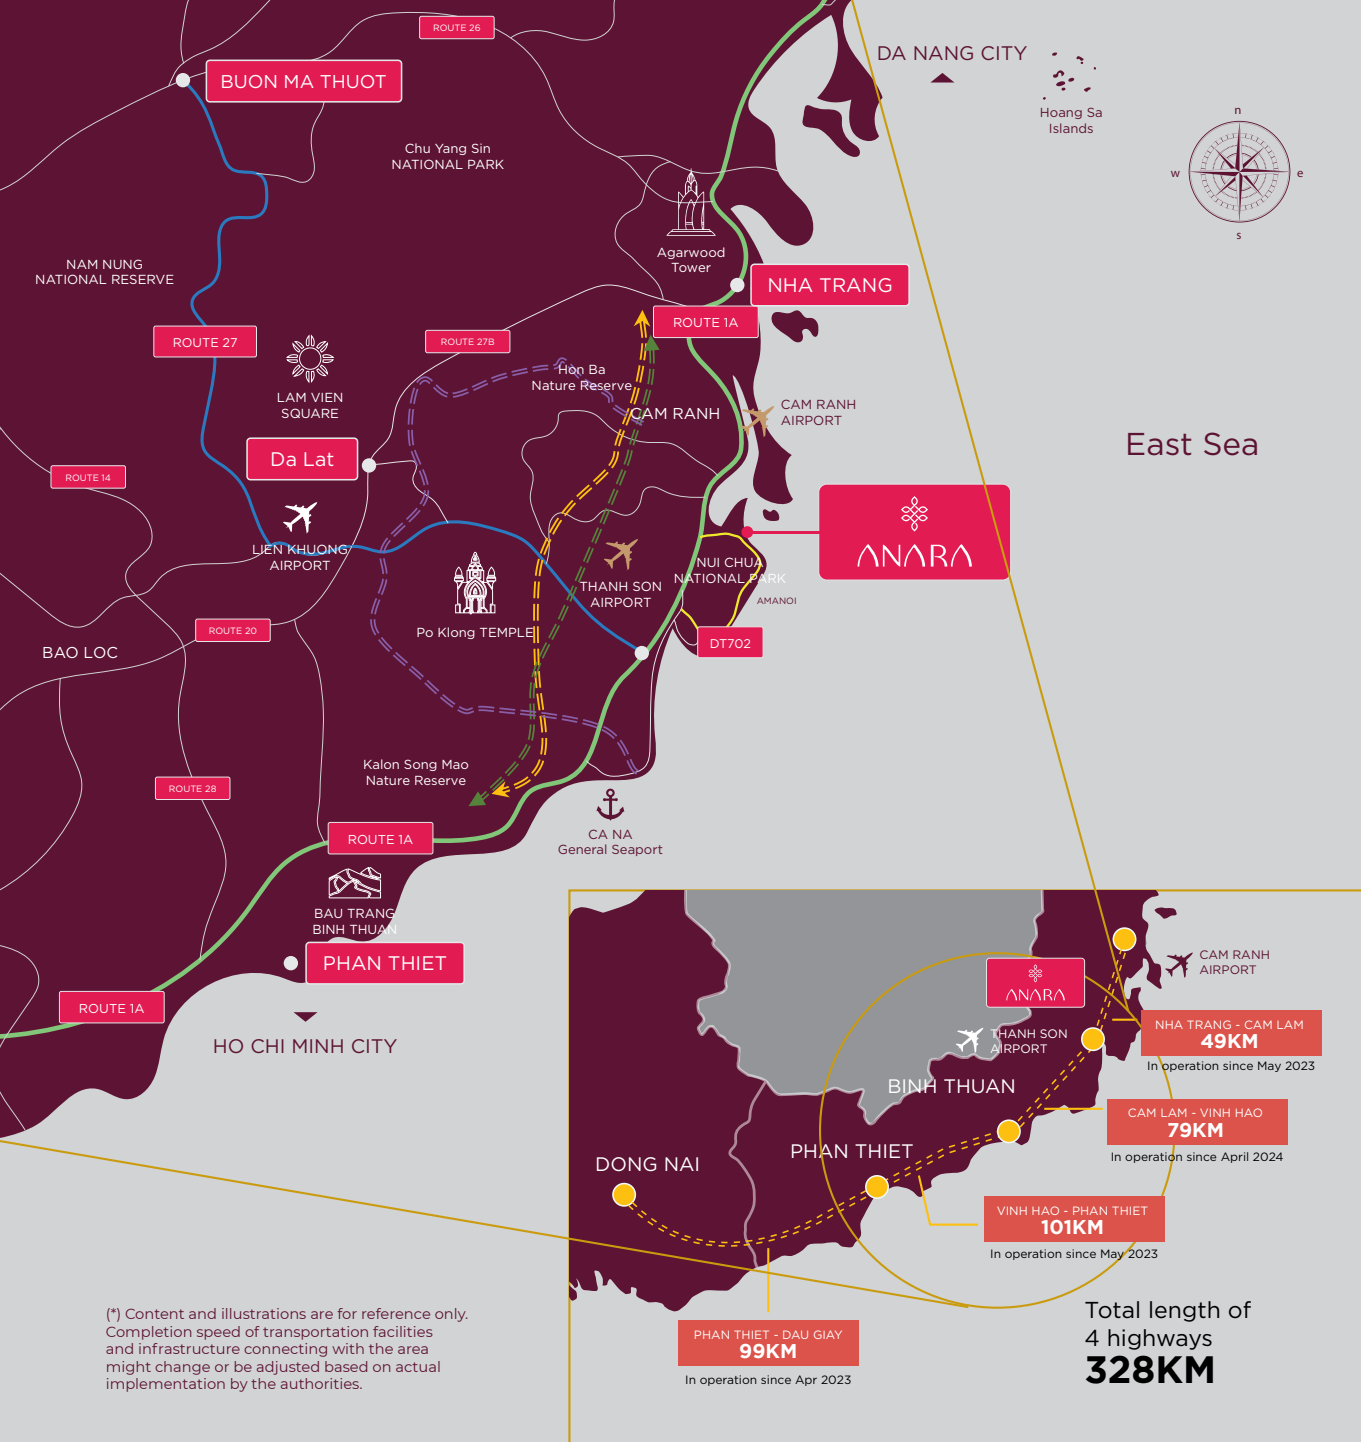 ROUTE 26
DA NANG CITY
BUON MA THUOT
Hoang Sa
Islands
n
w
e
s
Chu Yang Sin
NATIONAL PARK
NAM NUNG
NATIONAL RESERVE
Agarwood
Tower
NHA TRANG
ROUTE 1A
ROUTE 27
ROUTE 27B
Hon Ba
Nature Reserve
LAM VIEN
SQUARE
CAM RANH
CAM RANH
AIRPORT
East Sea
Da Lat
ROUTE 14
LIEN KHUONG
AIRPORT
ANARA
NUI CHUA
NATIONAL PARK
THANH SON
AIRPORT
AMANOI
Po Klong TEMPLE
ROUTE 20
DT702
BAO LOC
Kalon Song Mao
Nature Reserve
ROUTE 28
ROUTE 1A
CA NA
General Seaport
BAU TRANG
BINH THUAN
PHAN THIET
ROUTE 1A
HO CHI MINH CITY
CAM RANH
AIRPORT
ANARA
THANH SON
AIRPORT
NHA TRANG - CAM LAM
49KM
In operation since May 2023
BINH THUAN
CAM LAM - VINH HAO
79KM
In operation since April 2024
PHAN THIET
DONG NAI
VINH HAO - PHAN THIET
101KM
In operation since May 2023
PHAN THIET - DAU GIAY
99KM
In operation since Apr 2023
Total length of
4 highways
328KM
(*) Content and illustrations are for reference only.
Completion speed of transportation facilities
and infrastructure connecting with the area
might change or be adjusted based on actual
implementation by the authorities.